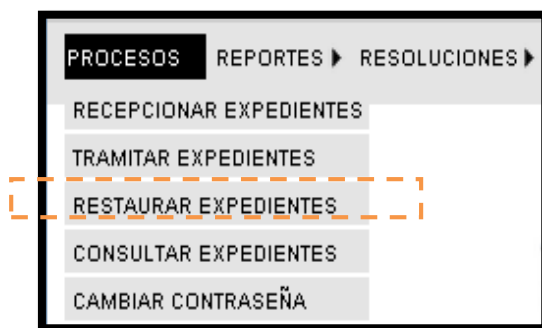 PROCESOS REPORTES RESOLUCIONES
RECEPCIONAR EXPEDIENTES
TRAMITAR EXPEDIENTES
RESTAURAR EXPEDIENTES
CONSULTAR EXPEDIENTES
CAMBIAR CONTRASEÑA